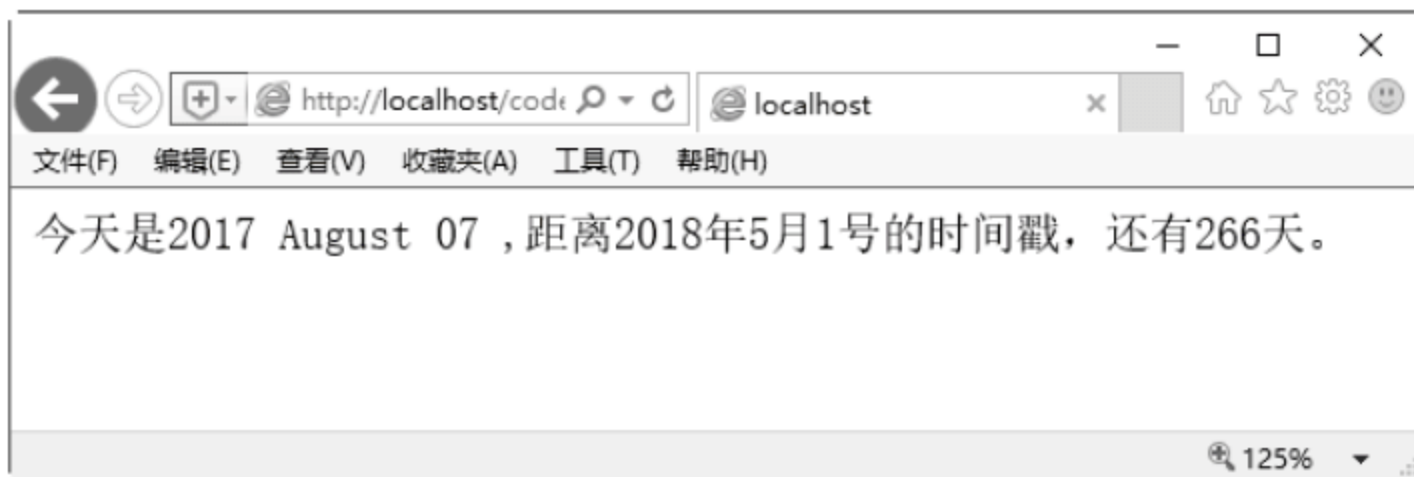 http://localhost/code
localhost
文件(F) 编辑(E) 查看(V) 收藏夹(A) 工具(T) 帮助(H)
今天是2017 August 07 ,距离2018年5月1号的时间戳，还有266天。
125%